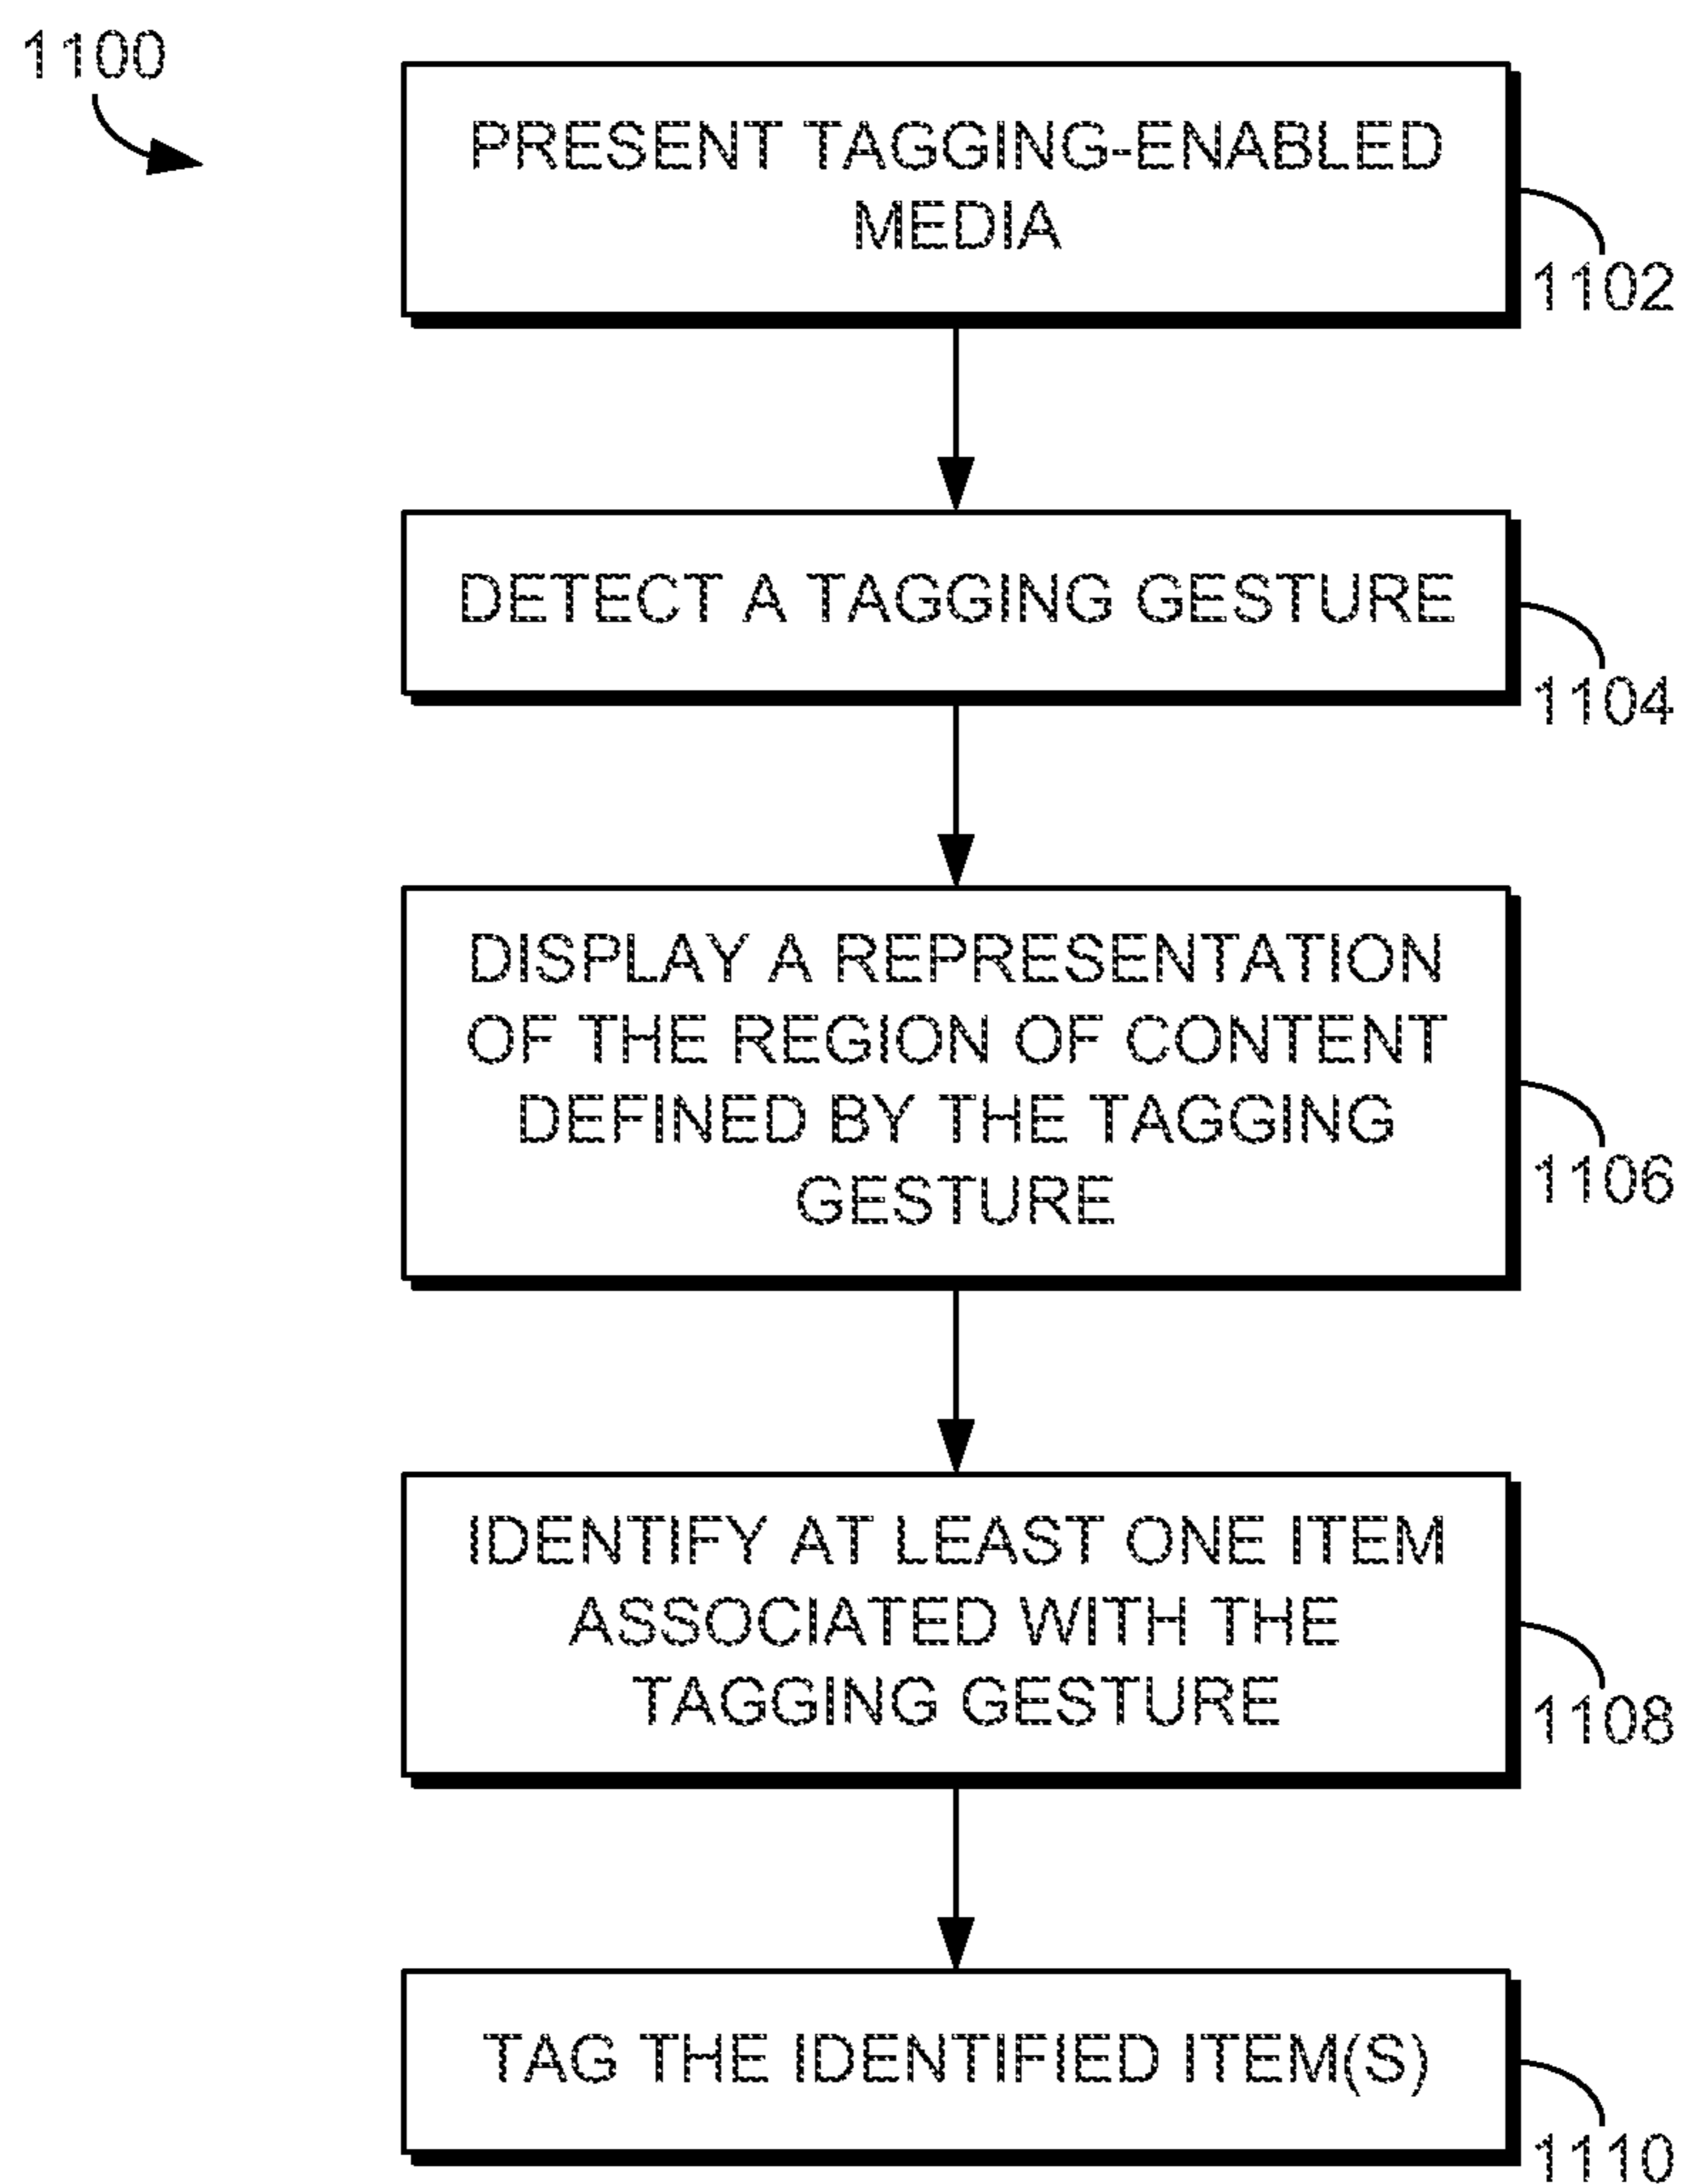 1100
PRESENT TAGGING-ENABLED
MEDIA
1102
DETECT A TAGGING GESTURE
1104
DISPLAY A REPRESENTATION
OF THE REGION OF CONTENT
DEFINED BY THE TAGGING
GESTURE
1106
IDENTIFY AT LEAST ONE ITEM
ASSOCIATED WITH THE
TAGGING GESTURE
1108
TAG THE IDENTIFIED ITEM(S)
1110